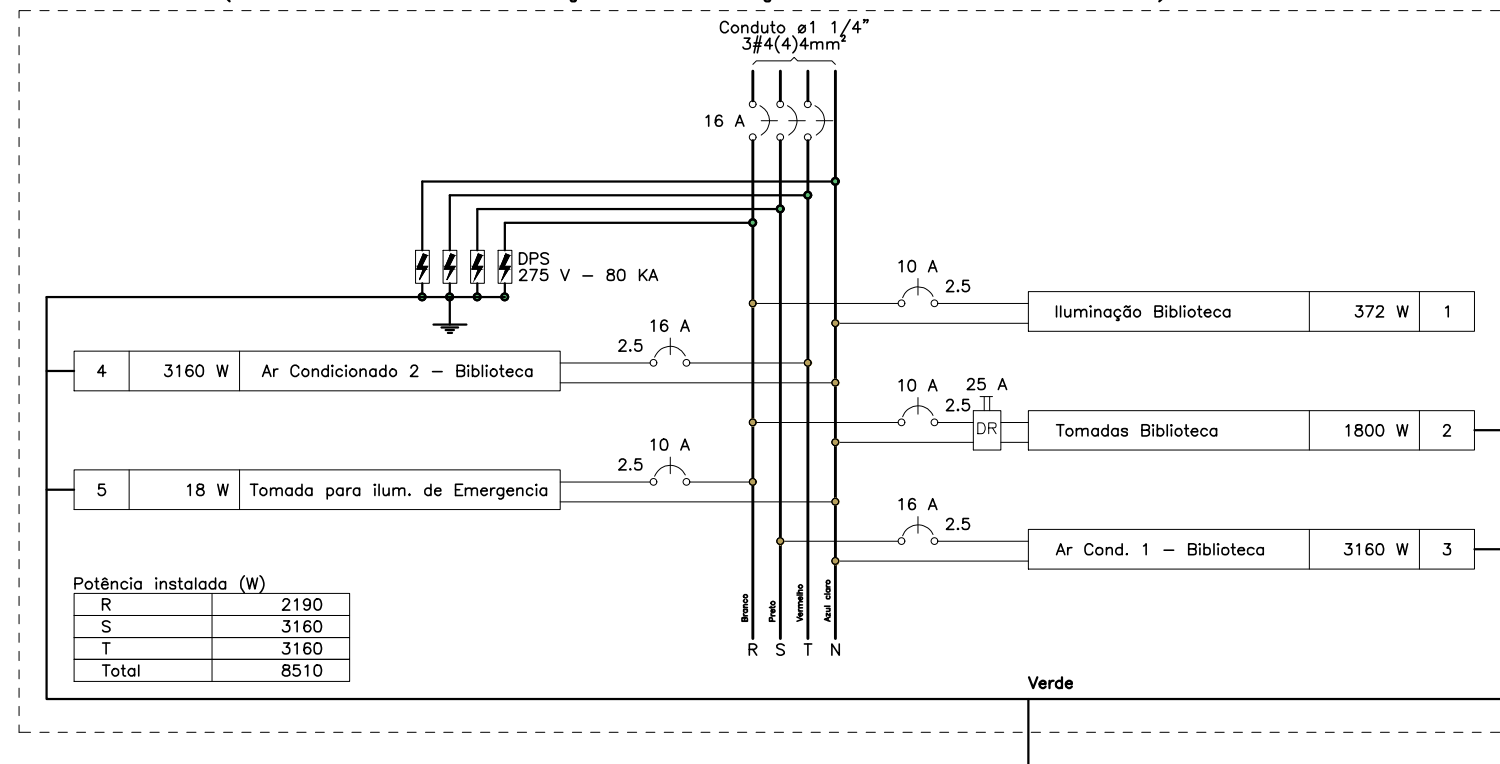 Conduto ø1 1/4"
3#4(4)4mm²
16 A
DPS
275 V - 80 KA
10 A
2.5
Iluminação Biblioteca 372 W 1
16 A
2.5
4 3160 W Ar Condicionado 2 - Biblioteca
10 A 25 A
2.5
DR
Tomadas Biblioteca 1800 W 2
10 A
2.5
5 18 W Tomada para ilum. de Emergencia
16 A
2.5
Ar Cond. 1 - Biblioteca 3160 W 3
Potência instalada (W)
R 2190
S 3160
T 3160
Total 8510
Branco
Preto
Vermelho
Azul claro
R S T N
Verde